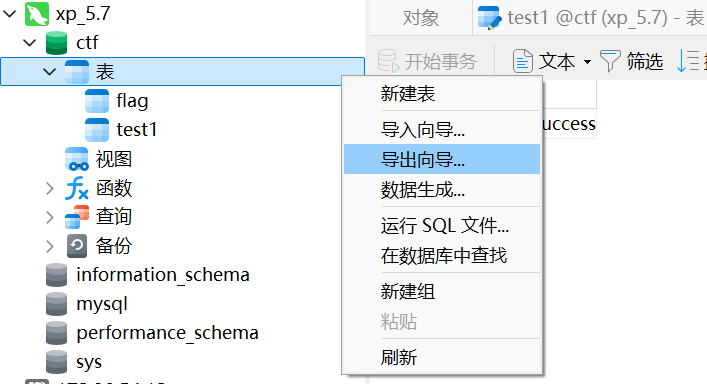 xp_5.7
ctf
表
flag
test1
视图
函数
查询
备份
information_schema
mysql
performance_schema
sys
对象
test1 @ctf (xp_5.7) - 表
开始事务
文本
筛选
uccess
新建表
导入向导...
导出向导...
数据生成...
运行 SQL 文件...
在数据库中查找
新建组
粘贴
刷新